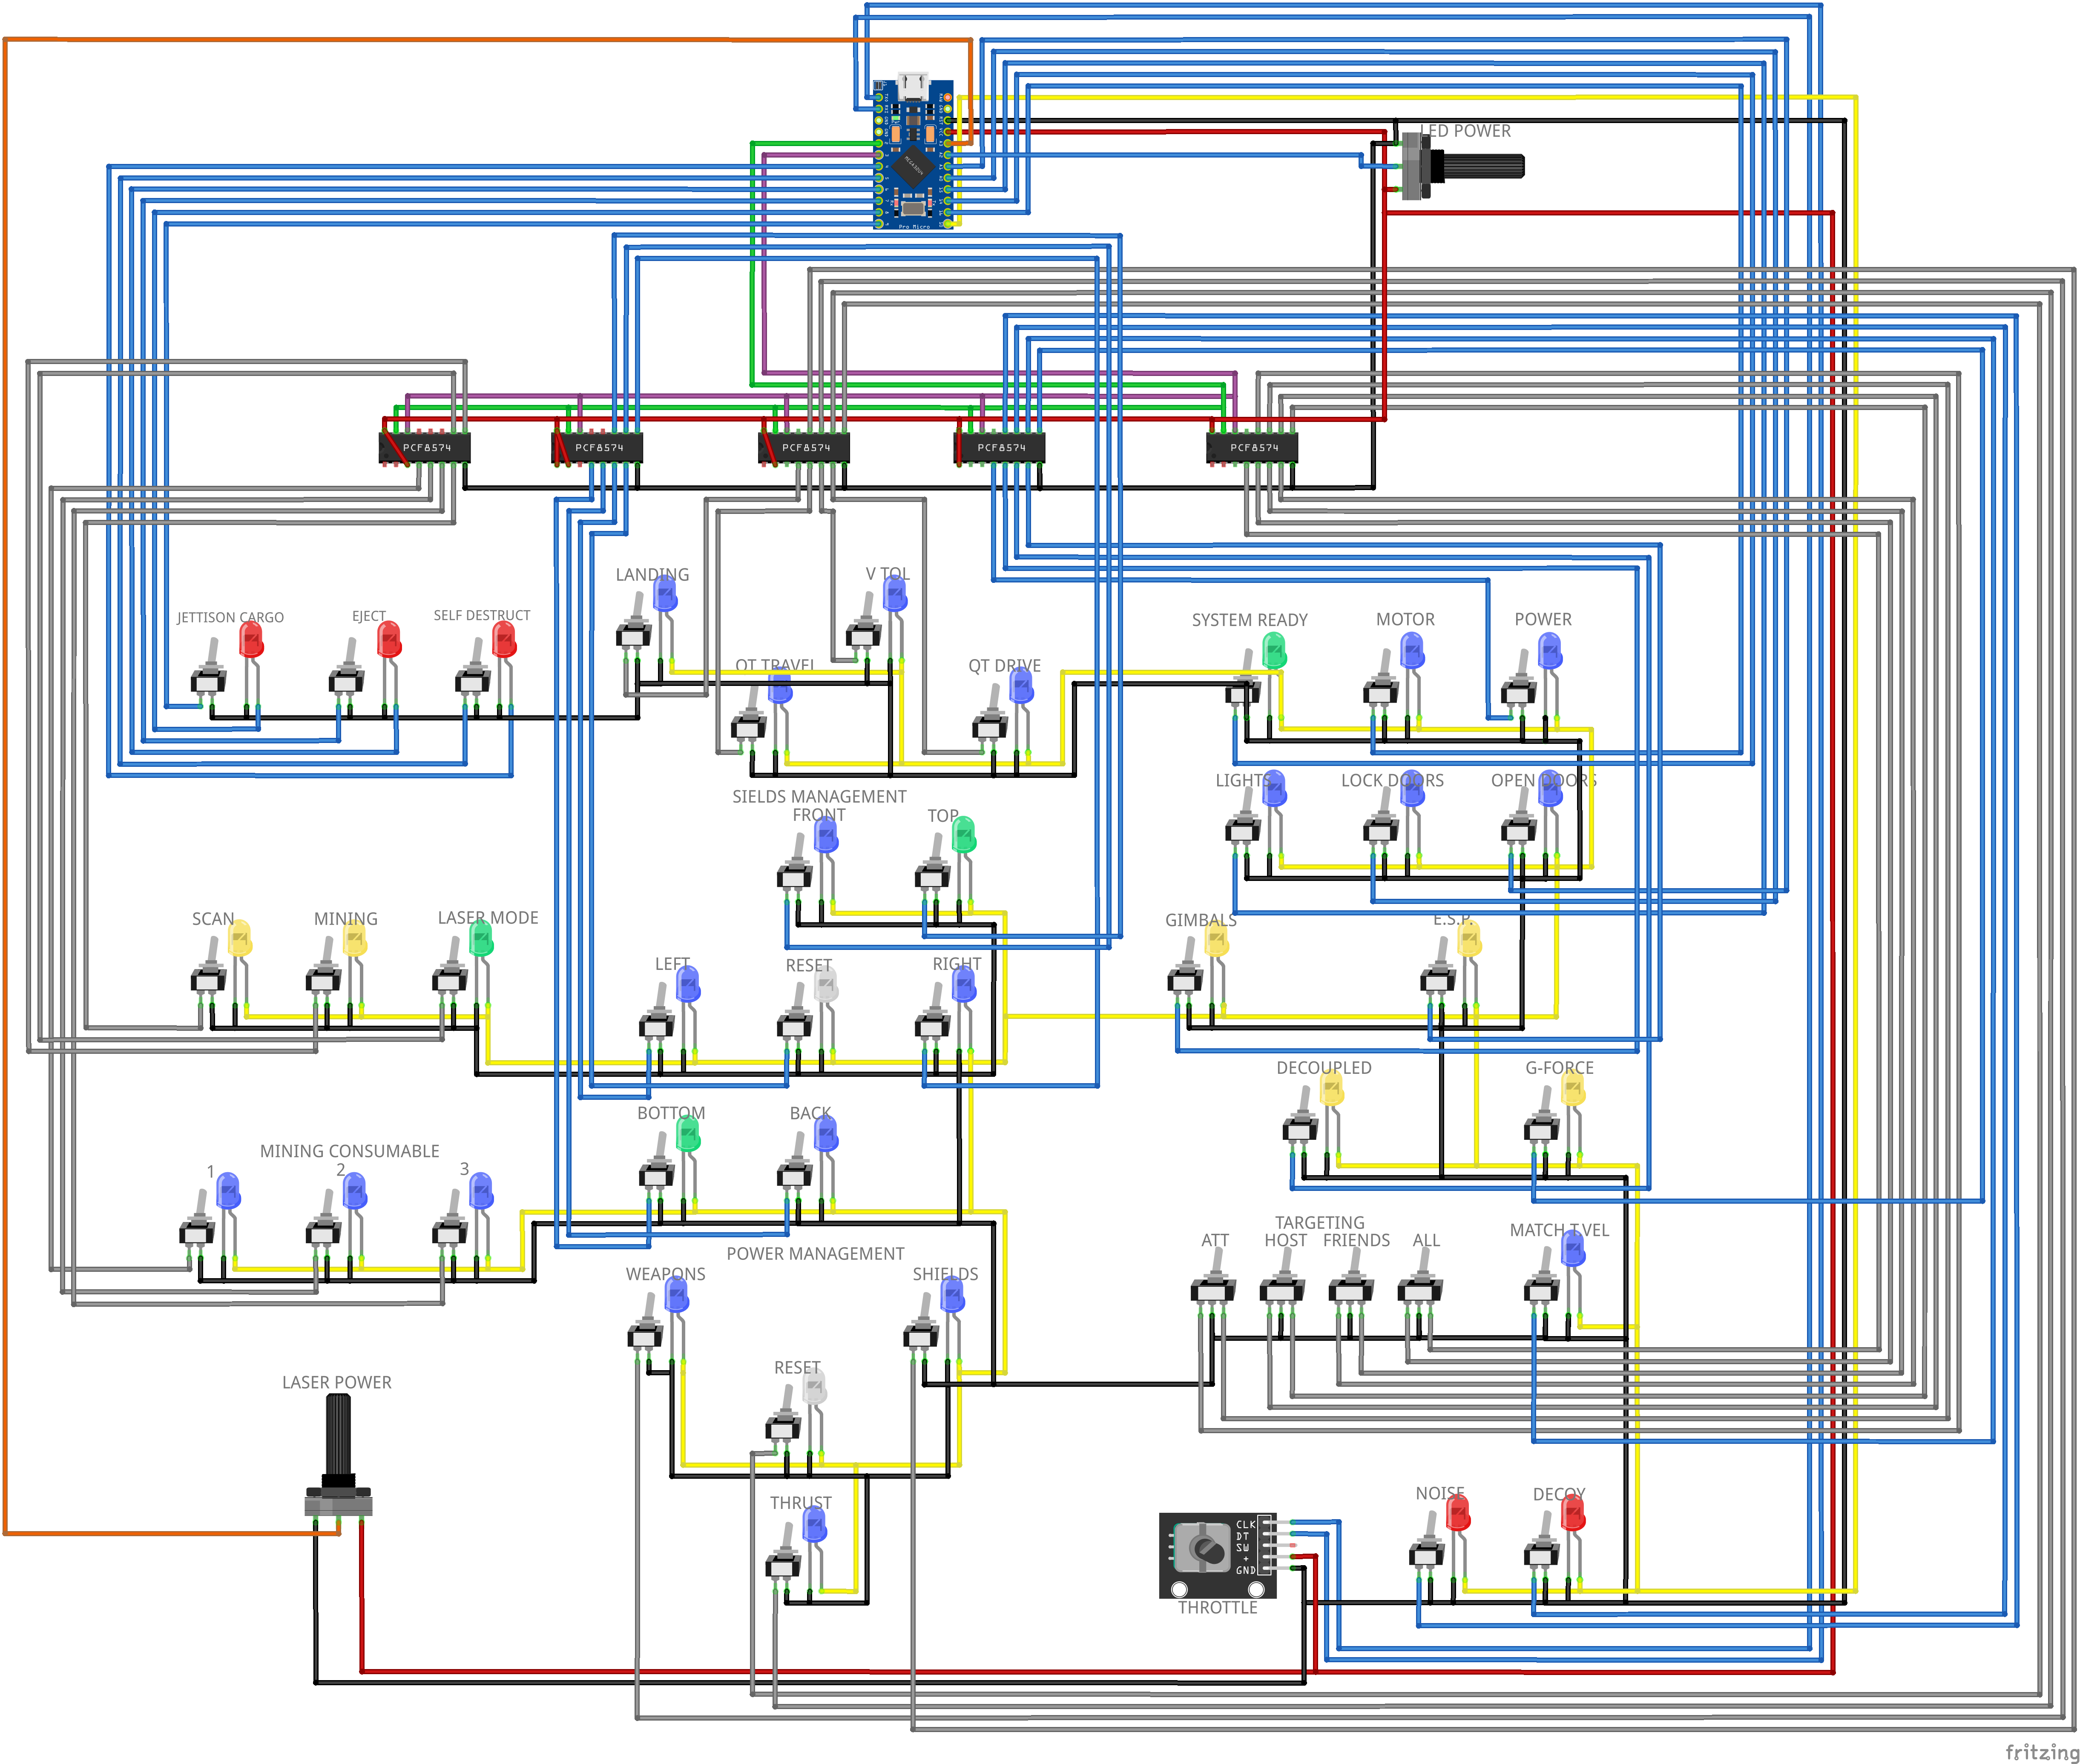 LED POWER
Pro Micro
PCF8574
PCF8574
PCF8574
PCF8574
PCF8574
LANDING
V TOL
JETTISON CARGO
EJECT
SELF DESTRUCT
SYSTEM READY
MOTOR
POWER
QT TRAVEL
QT DRIVE
LIGHTS
LOCK DOORS
OPEN DOORS
SIELDS MANAGEMENT
FRONT
TOP
SCAN
MINING
LASER MODE
GIMBALS
E.S.P.
LEFT
RESET
RIGHT
DECOUPLED
G-FORCE
BOTTOM
BACK
MINING CONSUMABLE
1
2
3
TARGETING
ATT
HOST
FRIENDS
ALL
MATCH T.VEL
POWER MANAGEMENT
WEAPONS
SHIELDS
RESET
LASER POWER
THRUST
NOISE
DECOY
CLK
DT
SW
+
GND
THROTTLE
fritzing